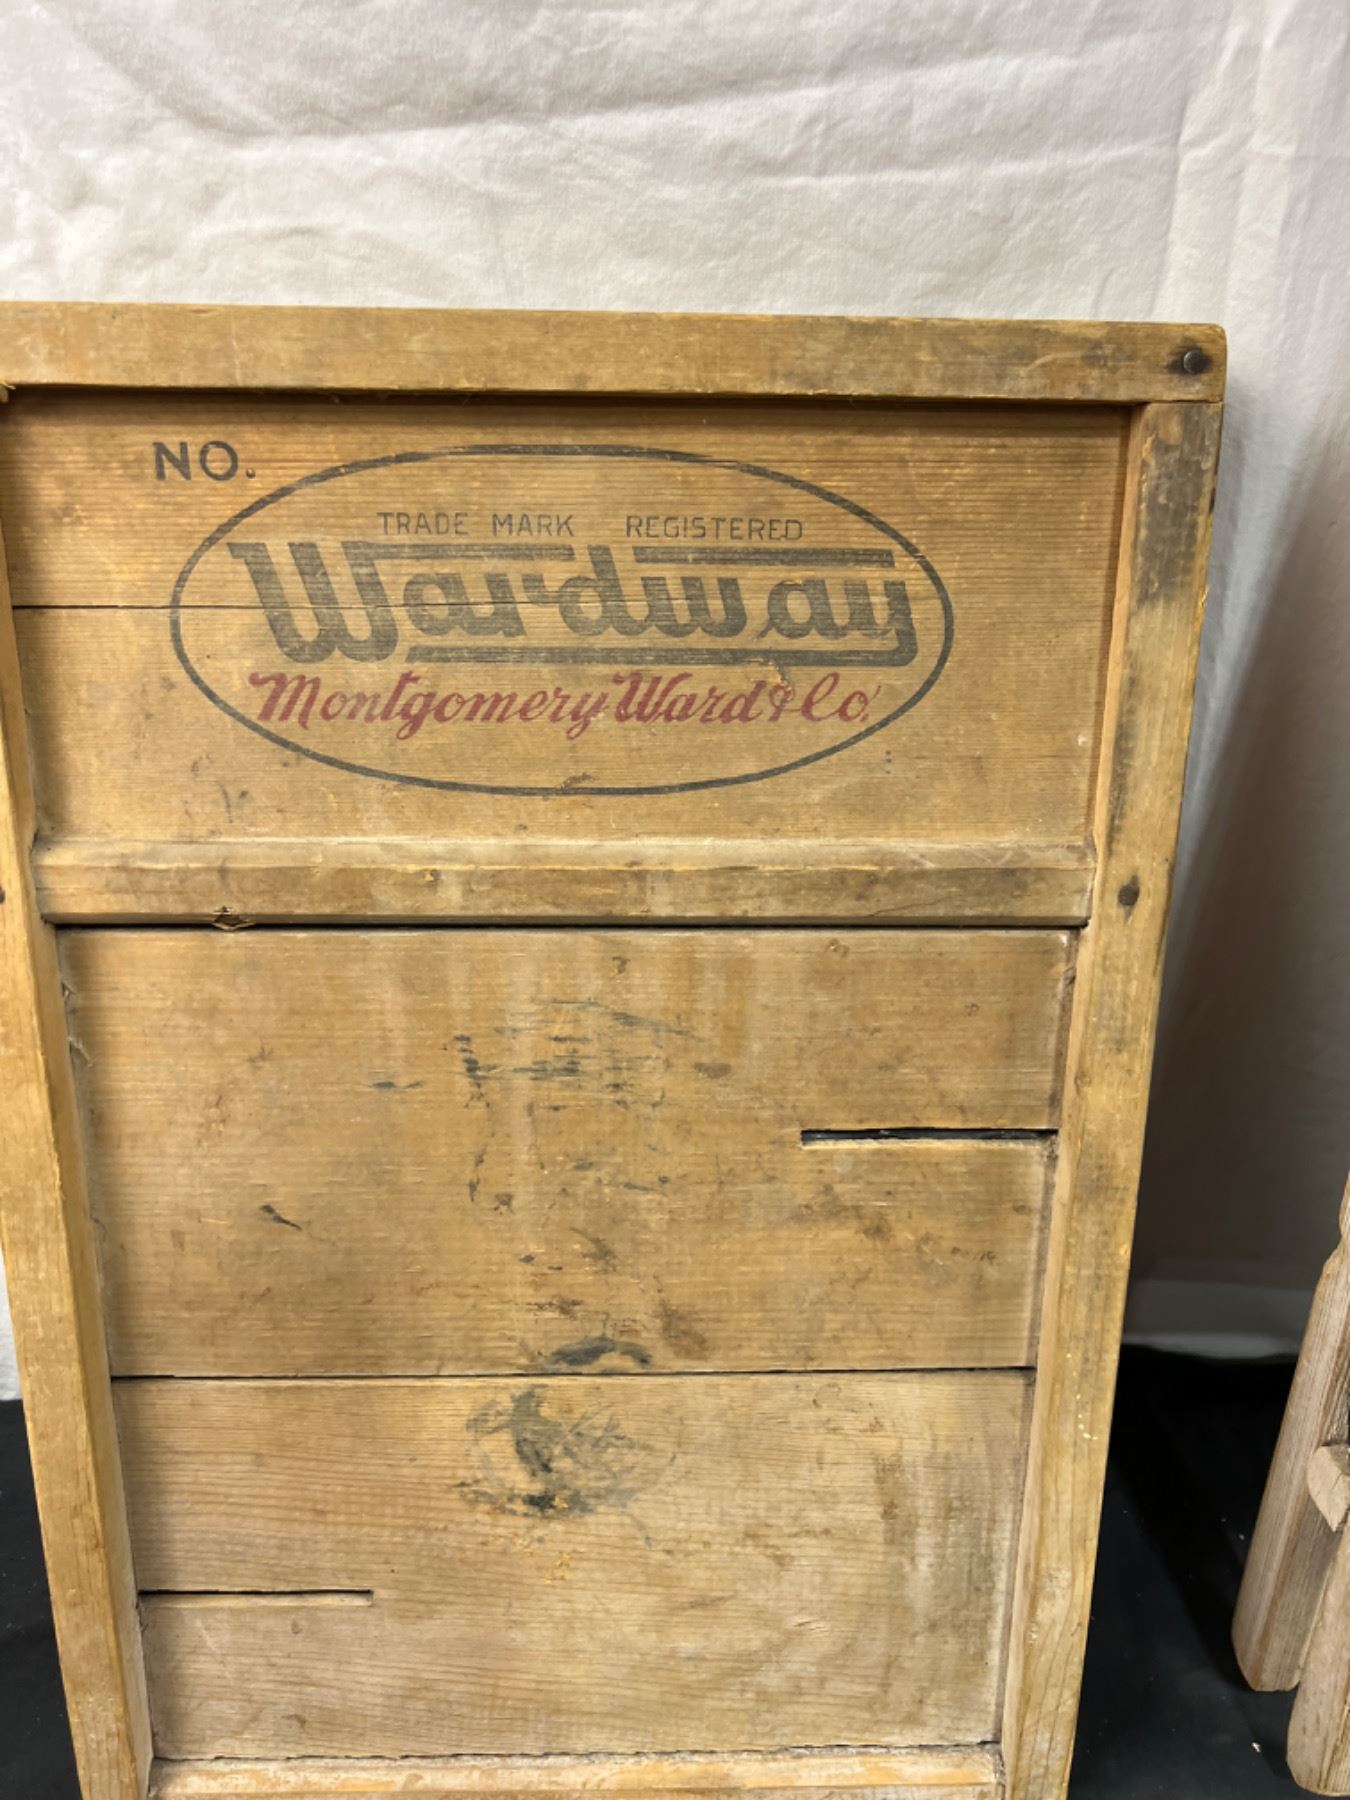 NO.
TRADE MARK REGISTERED
Wardway
Montgomery Ward & Co.